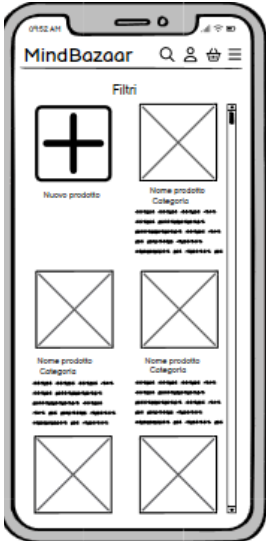 09:52 AM
MindBazaar
Filtri
Nuovo prodotto
Nome prodotto
Categoria
Nome prodotto
Categoria
Nome prodotto
Categoria